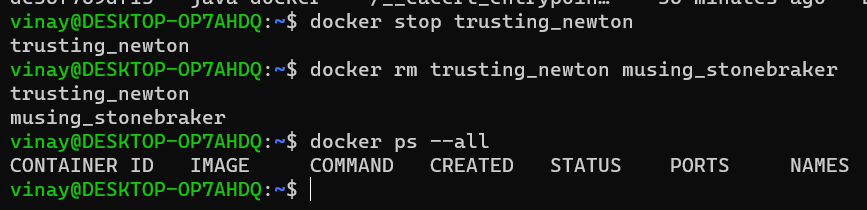 vinay@DESKTOP-OP7AHDQ:~$ docker stop trusting_newton
trusting_newton
vinay@DESKTOP-OP7AHDQ:~$ docker rm trusting_newton musing_stonebraker
trusting_newton
musing_stonebraker
vinay@DESKTOP-OP7AHDQ:~$ docker ps --all
CONTAINER ID   IMAGE     COMMAND   CREATED   STATUS    PORTS     NAMES
vinay@DESKTOP-OP7AHDQ:~$